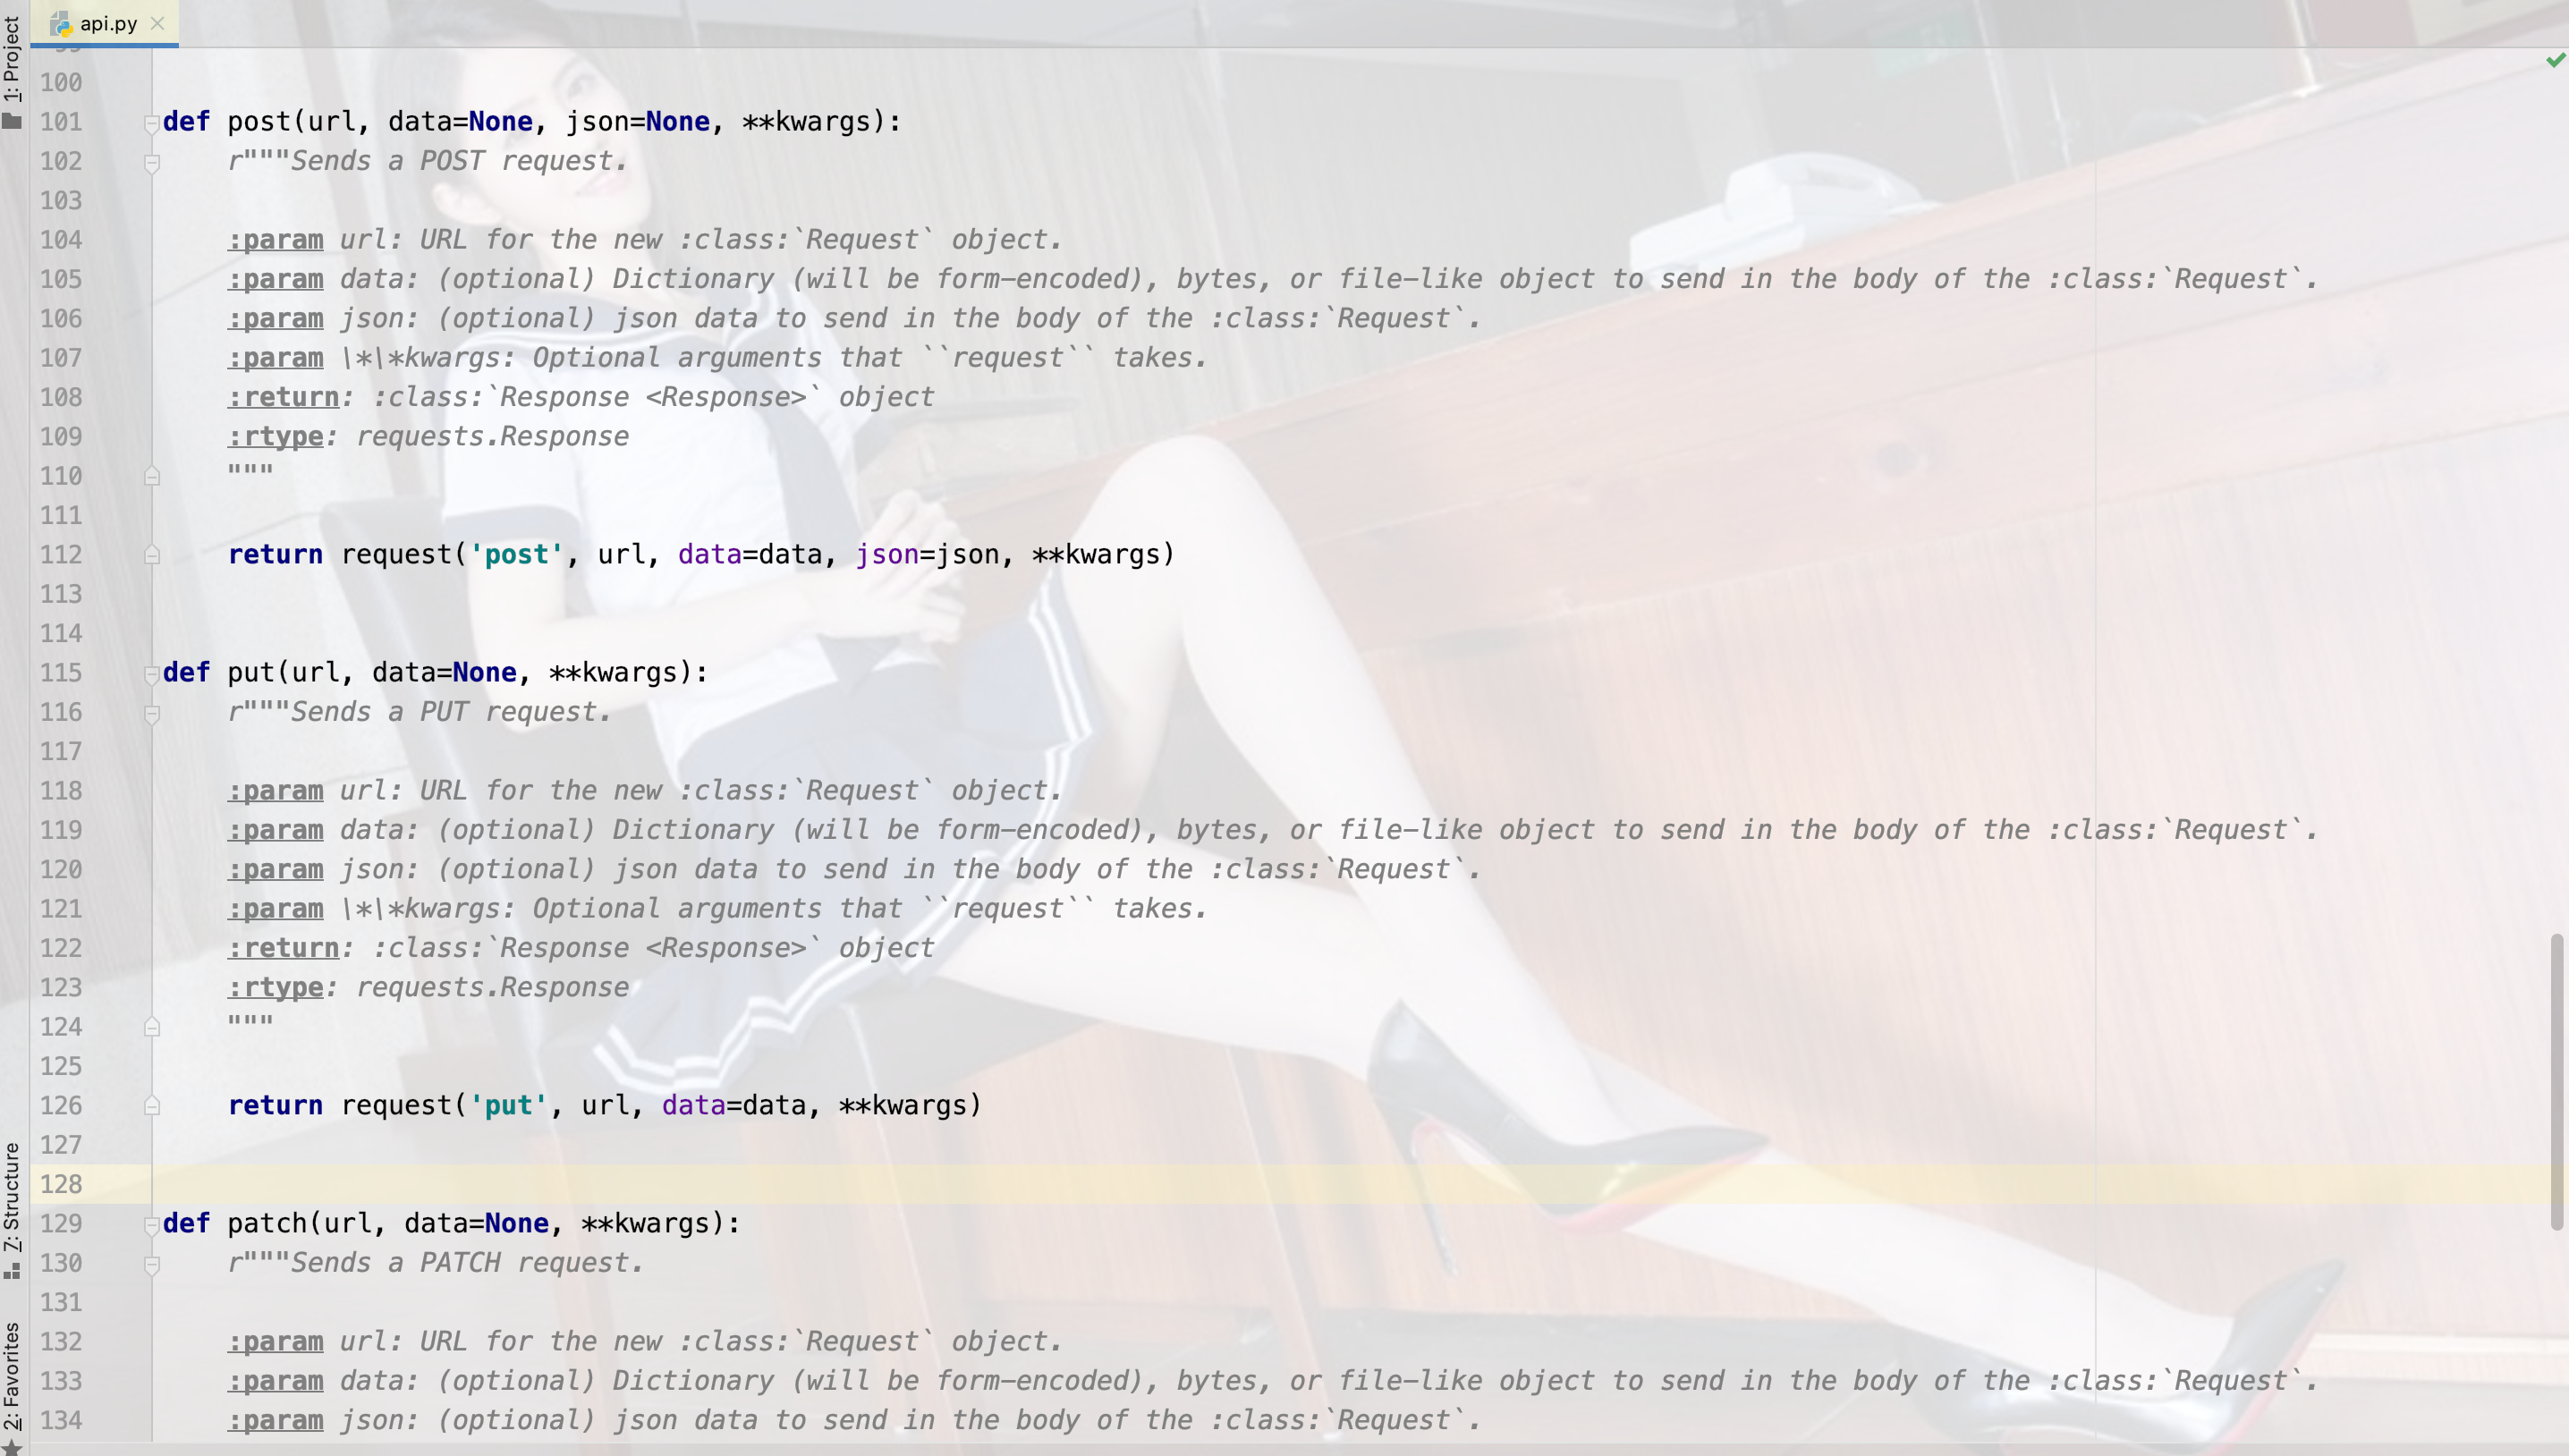 1: Project
api.py
100
101 def post(url, data=None, json=None, **kwargs):
102 r"""Sends a POST request.
103
104 :param url: URL for the new :class:`Request` object.
105 :param data: (optional) Dictionary (will be form-encoded), bytes, or file-like object to send in the body of the :class:`Request`.
106 :param json: (optional) json data to send in the body of the :class:`Request`.
107 :param \*\*kwargs: Optional arguments that ``request`` takes.
108 :return: :class:`Response <Response>` object
109 :rtype: requests.Response
110 """
111
112 return request('post', url, data=data, json=json, **kwargs)
113
114
115 def put(url, data=None, **kwargs):
116 r"""Sends a PUT request.
117
118 :param url: URL for the new :class:`Request` object.
119 :param data: (optional) Dictionary (will be form-encoded), bytes, or file-like object to send in the body of the :class:`Request`.
120 :param json: (optional) json data to send in the body of the :class:`Request`.
121 :param \*\*kwargs: Optional arguments that ``request`` takes.
122 :return: :class:`Response <Response>` object
123 :rtype: requests.Response
124 """
125
126 return request('put', url, data=data, **kwargs)
127
128
129 def patch(url, data=None, **kwargs):
130 r"""Sends a PATCH request.
131
132 :param url: URL for the new :class:`Request` object.
133 :param data: (optional) Dictionary (will be form-encoded), bytes, or file-like object to send in the body of the :class:`Request`.
134 :param json: (optional) json data to send in the body of the :class:`Request`.
7: Structure
2: Favorites